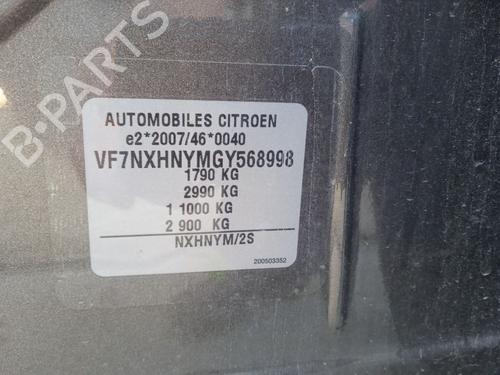 B-PARTS
AUTOMOBILES CITROEN
e2*2007/46*0040
VF7NXHNYMGY568998
1790 KG
2990 KG
1 1000 KG
2 900 KG
NXHNYM/2S
200503352